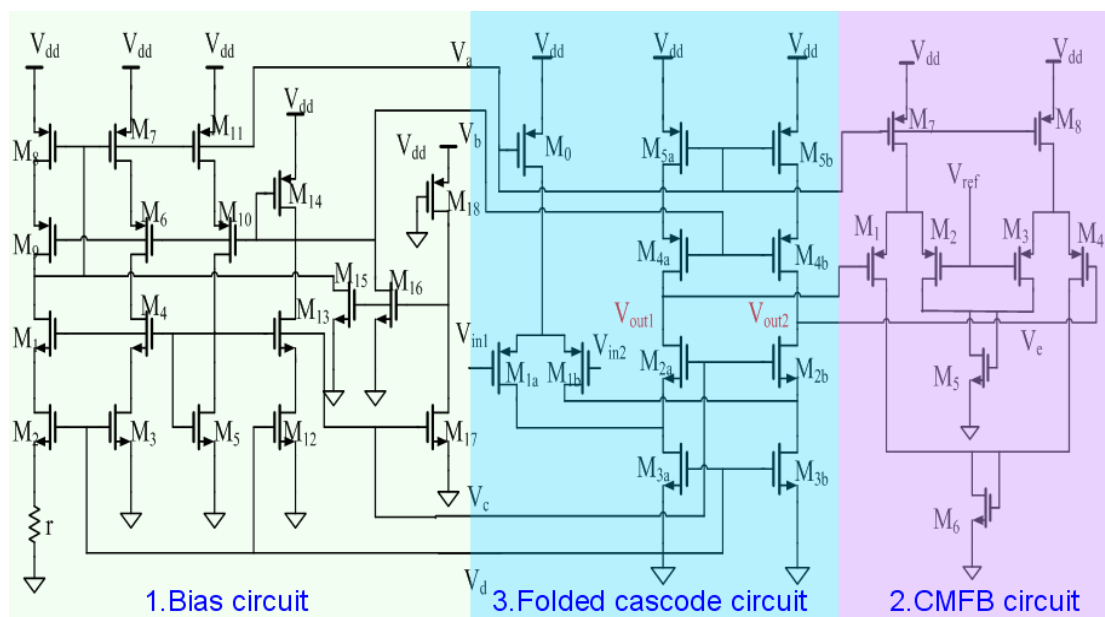 Vdd
Vdd
Vdd
Va
Vdd
Vdd
Vdd
Vdd
Vdd
Vdd
Vb
Vdd
M8
M7
M11
M14
M18
M0
M5a
M5b
M7
M8
Vref
M9
M6
M10
M15
M16
M4a
M4b
M1
M2
M3
M4
M1
M4
M13
Vin1
Vin2
Vout1
Vout2
Ve
M1a
M1b
M2a
M2b
M5
M2
M3
M5
M12
M17
M3a
M3b
r
Vc
Vd
M6
1.Bias circuit
3.Folded cascode circuit
2.CMFB circuit